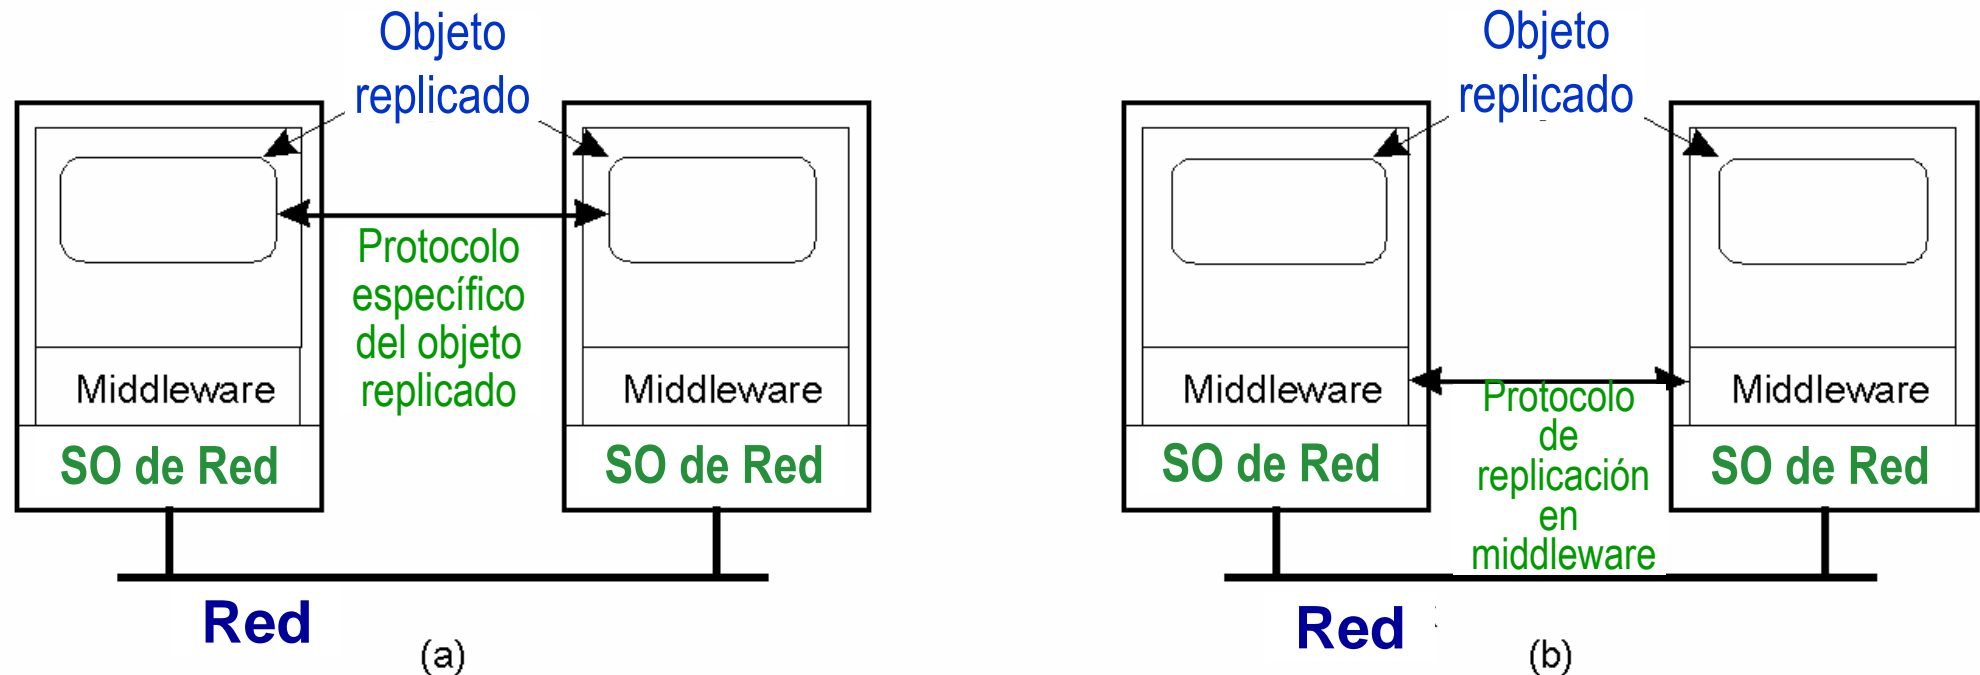 Objeto
replicado
Protocolo
específico
del objeto
replicado
Middleware
Middleware
SO de Red
SO de Red
Red
(a)
Objeto
replicado
Middleware
Middleware
Protocolo
de
replicación
en
middleware
SO de Red
SO de Red
Red
(b)